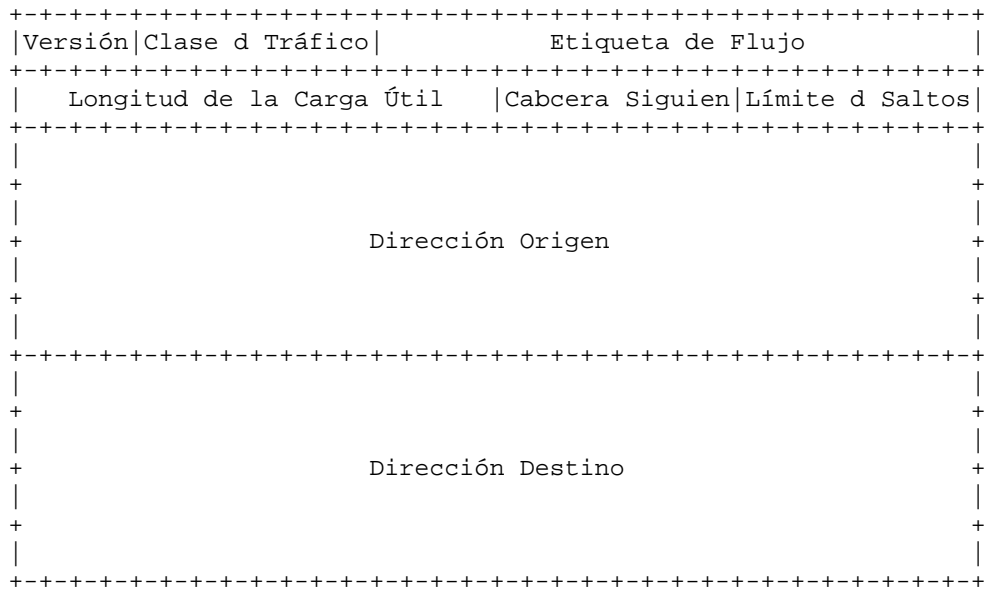 |Versión|Clase d Tráfico|           Etiqueta de Flujo           |
|   Longitud de la Carga Útil   |Cabcera Siguien|Límite d Saltos|
Dirección Origen
Dirección Destino